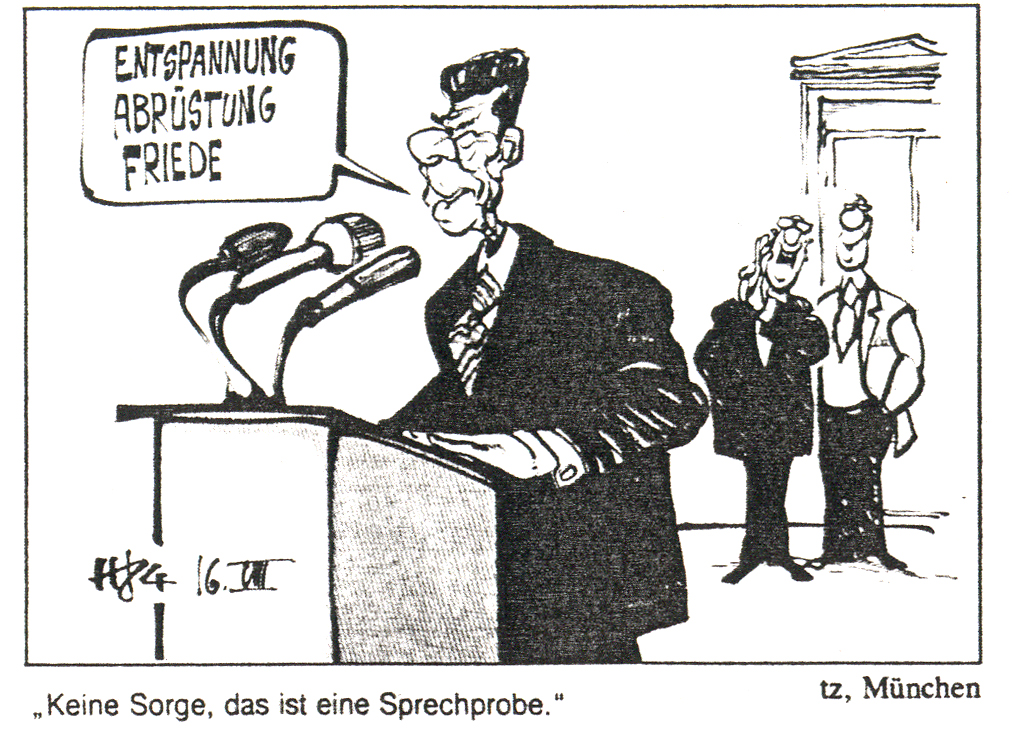 ENTSPANNUNG
ABRÜSTUNG
FRIEDE
16.VIII
„Keine Sorge, das ist eine Sprechprobe.“
tz, München